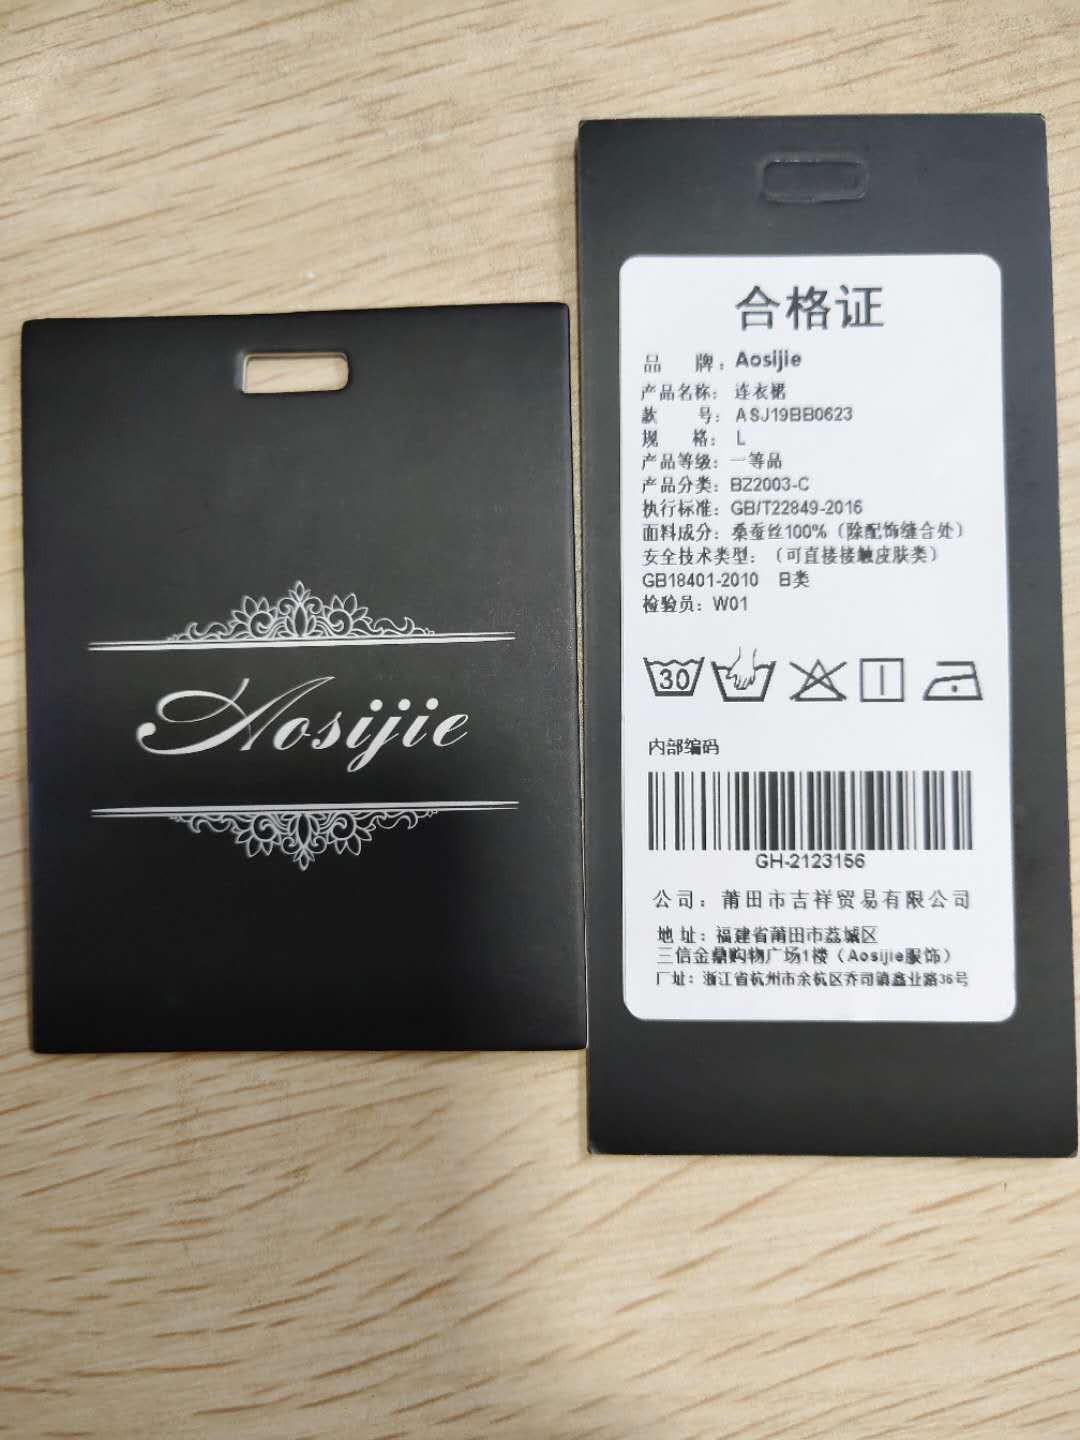 Aosijie
合格证
品 牌：Aosijie
产品名称：连衣裙
款 号：ASJ19BB0623
规 格：L
产品等级：一等品
产品分类：BZ2003-C
执行标准：GB/T22849-2016
面料成分：桑蚕丝100%（除配饰缝合处）
安全技术类型：（可直接接触皮肤类）
GB18401-2010 B类
检验员：W01
30
内部编码
GH-2123156
公司：莆田市吉祥贸易有限公司
地址：福建省莆田市荔城区
三信金鼎购物广场1楼（Aosijie服饰）
厂址：浙江省杭州市余杭区乔司镇鑫业路36号